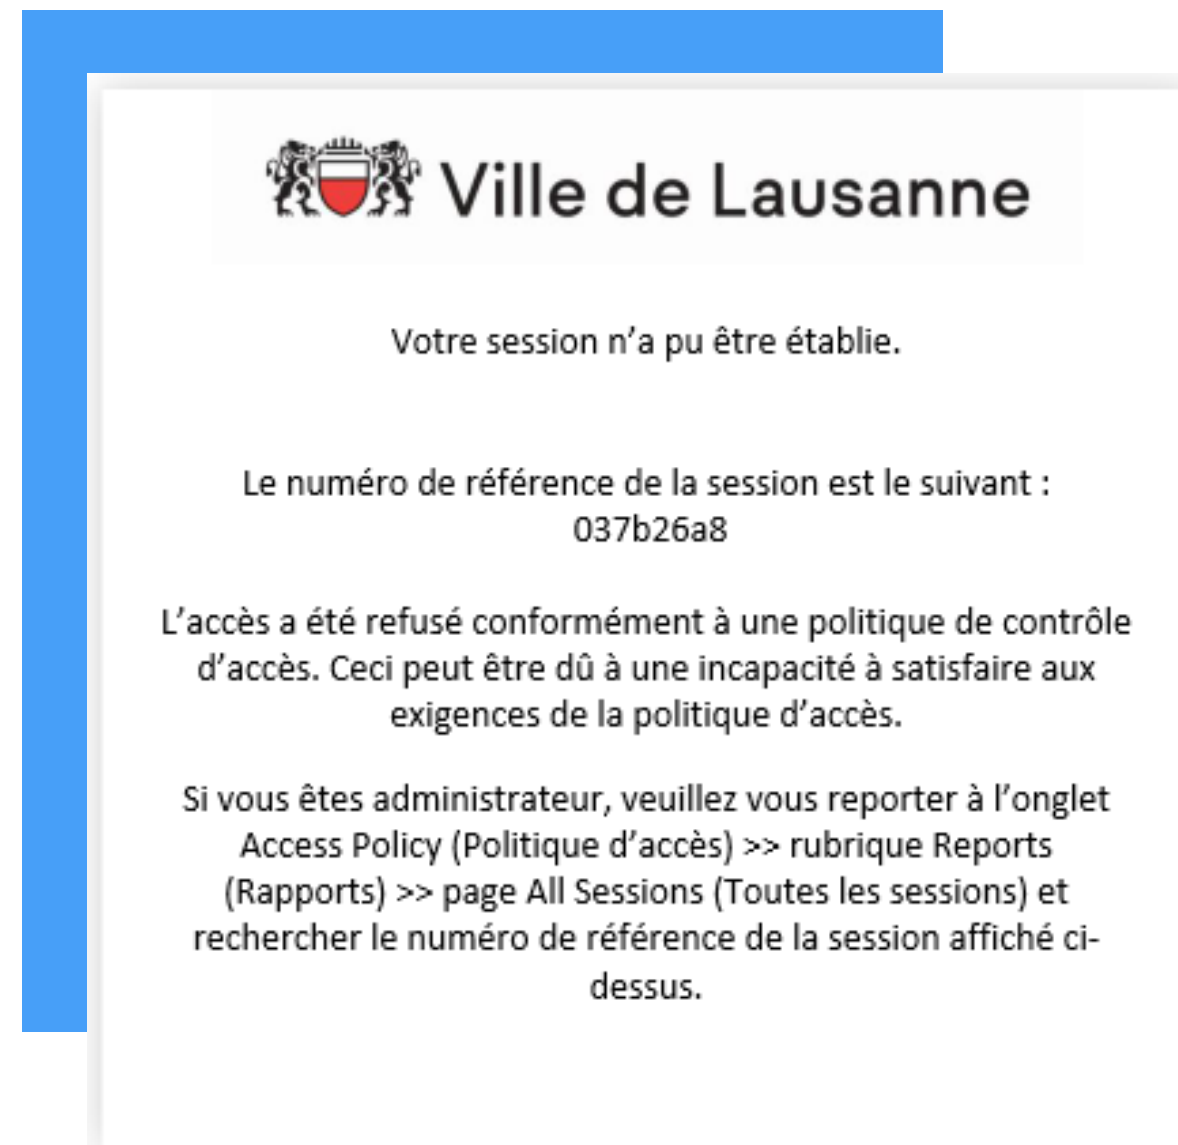 Ville de Lausanne
Votre session n’a pu être établie.
Le numéro de référence de la session est le suivant :
037b26a8
L’accès a été refusé conformément à une politique de contrôle
d’accès. Ceci peut être dû à une incapacité à satisfaire aux
exigences de la politique d’accès.
Si vous êtes administrateur, veuillez vous reporter à l’onglet
Access Policy (Politique d’accès) >> rubrique Reports
(Rapports) >> page All Sessions (Toutes les sessions) et
rechercher le numéro de référence de la session affiché ci-
dessus.